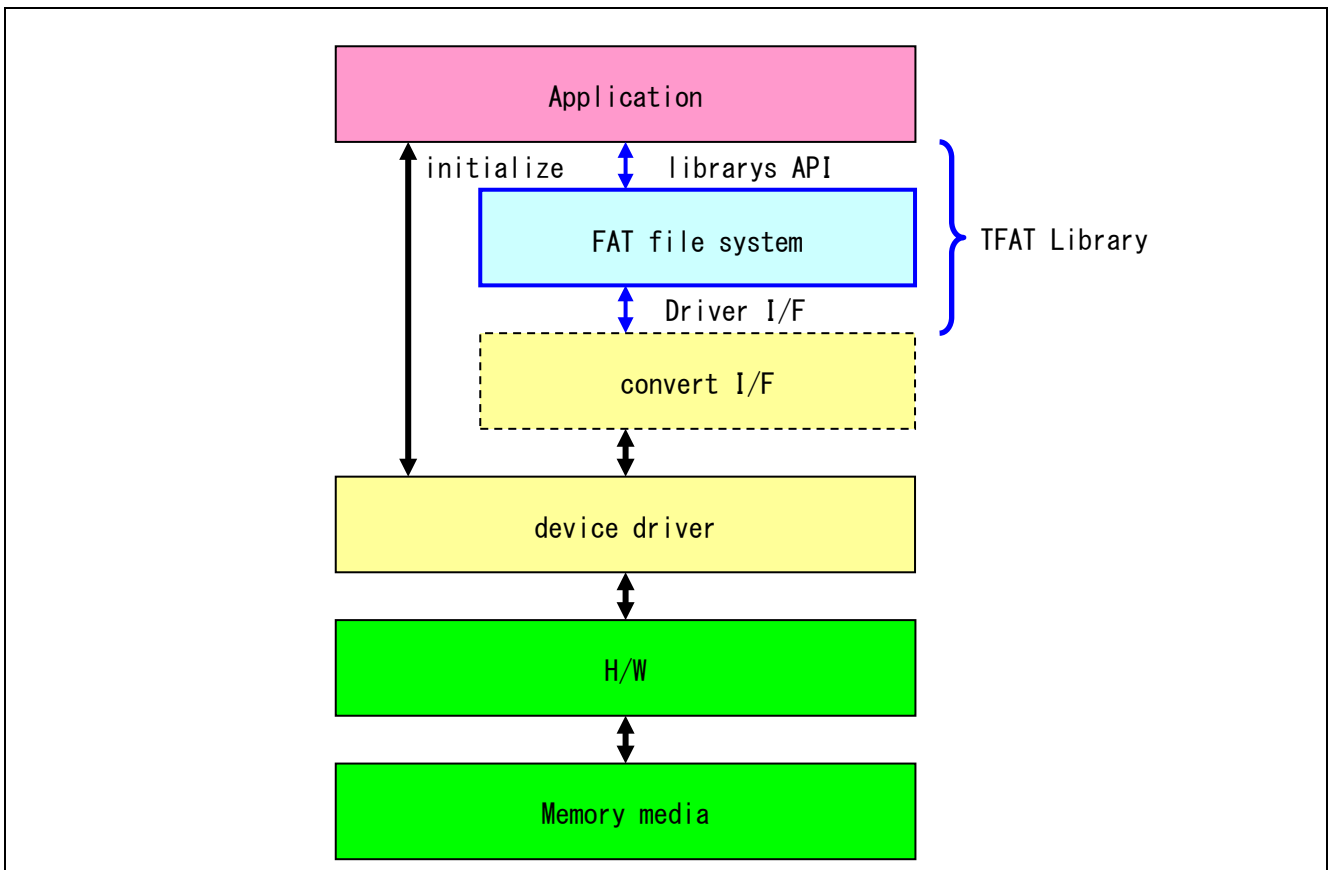 Application
initialize
librarys API
FAT file system
TFAT Library
Driver I/F
convert I/F
device driver
H/W
Memory media